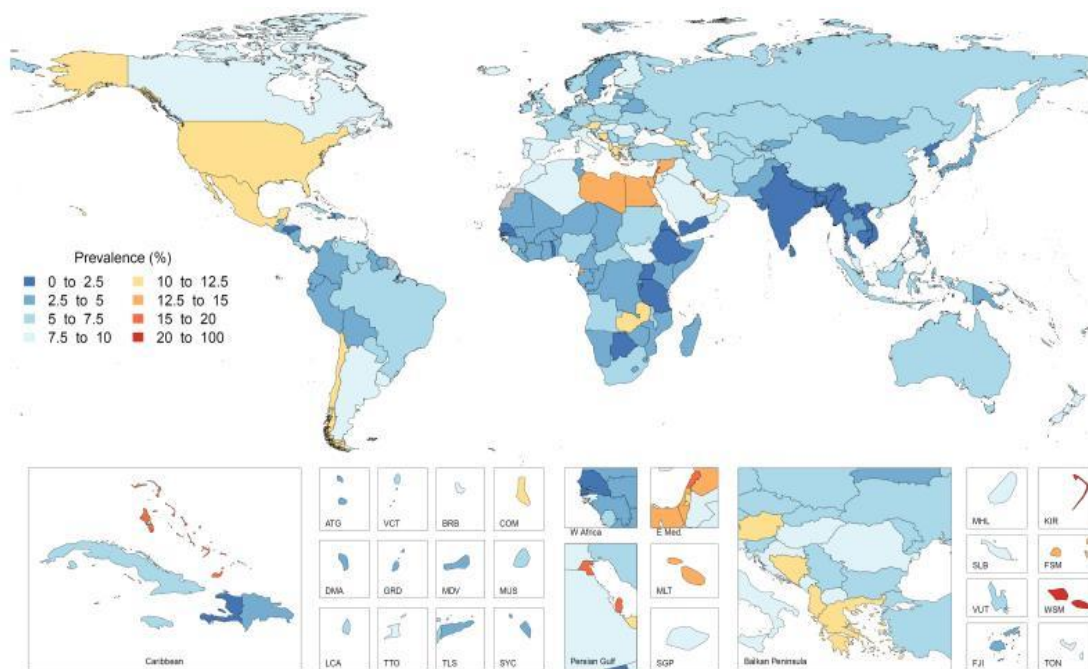 Prevalence (%)
0 to 2.5
2.5 to 5
5 to 7.5
7.5 to 10
10 to 12.5
12.5 to 15
15 to 20
20 to 100
Caribbean
ATG
VCT
BRB
COM
DMA
GRD
MDV
MUS
LCA
TTO
TLS
SYC
W Africa
E Med.
Persian Gulf
MLT
SGP
Balkan Peninsula
MHL
KIR
SLB
FSM
VUT
WSM
FJI
TON